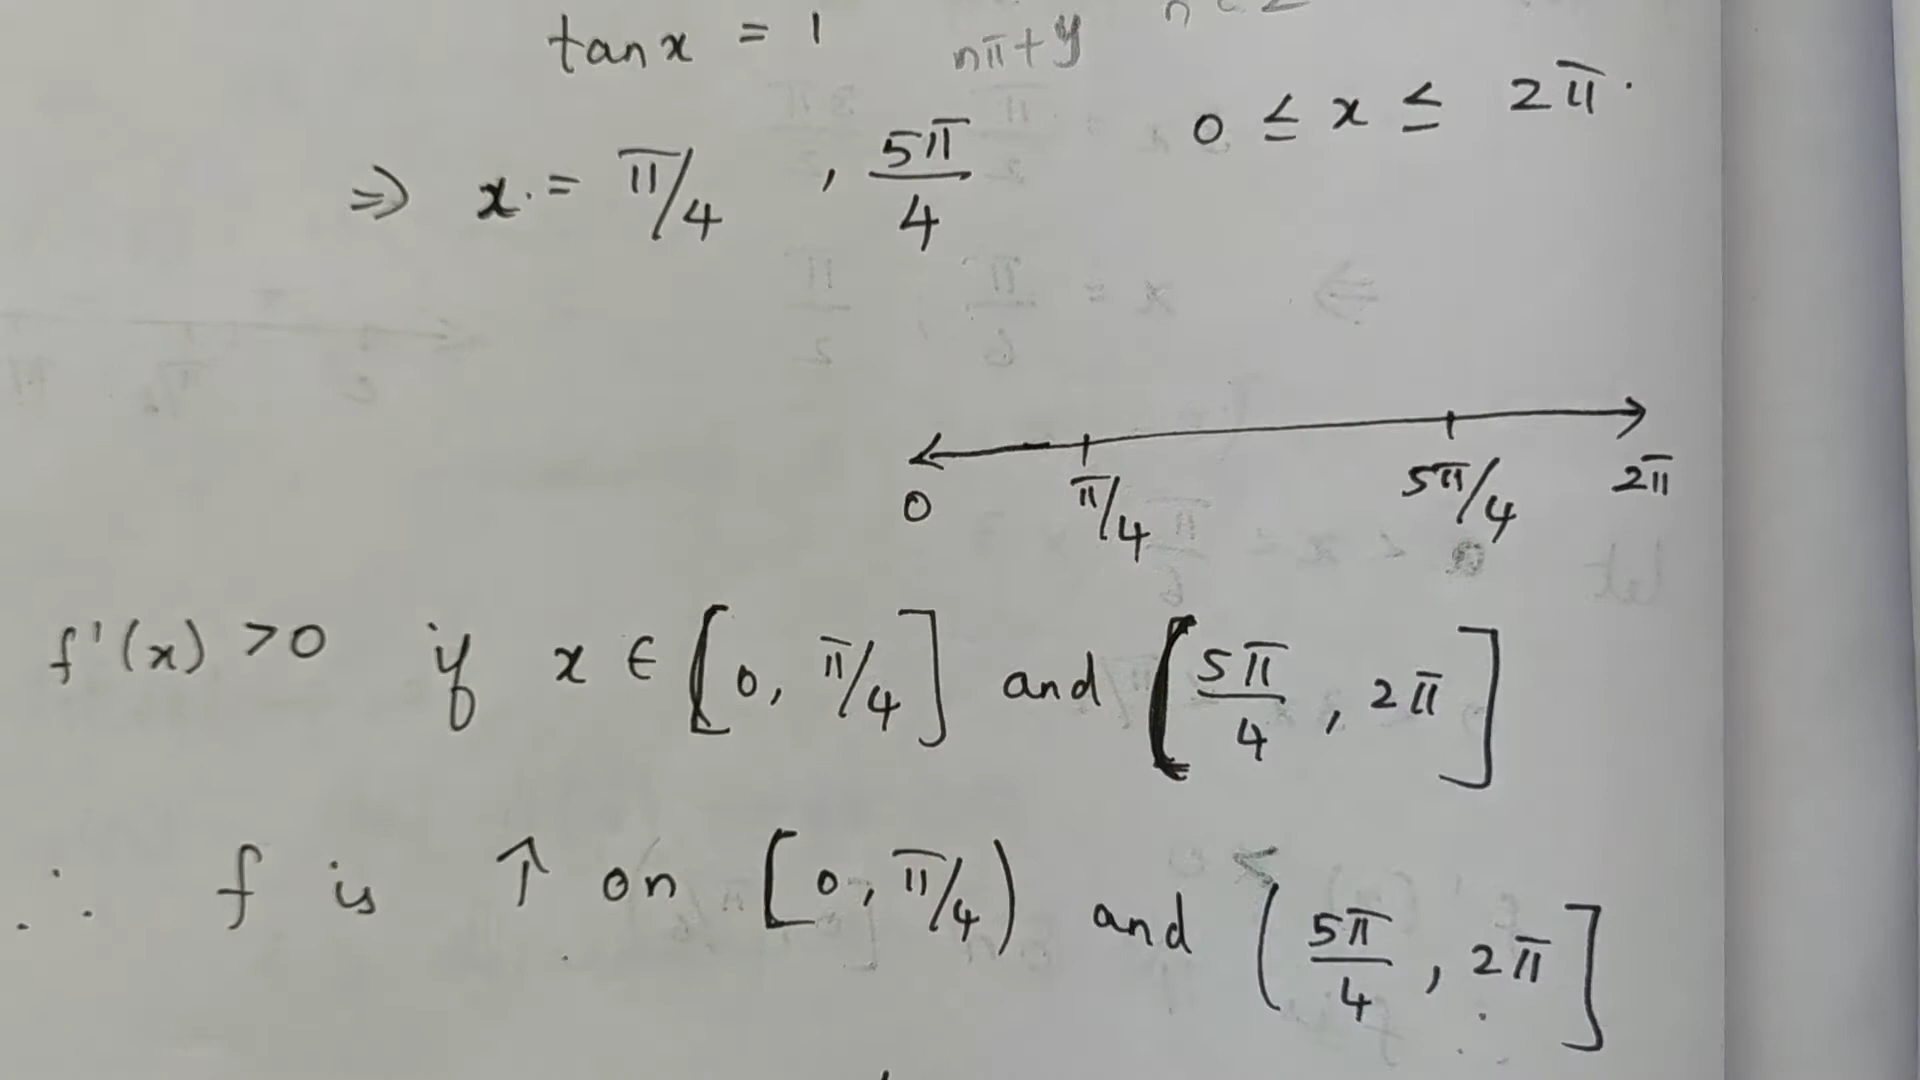 tan x = 1 nπ+y
0 ≤ x ≤ 2π.
⇒ x = π/4 , 5π/4
0 π/4 5π/4 2π
f'(x) >0 if x ∈ [0, π/4] and [5π/4, 2π]
∴ f is ↑ on [0, π/4) and (5π/4, 2π]